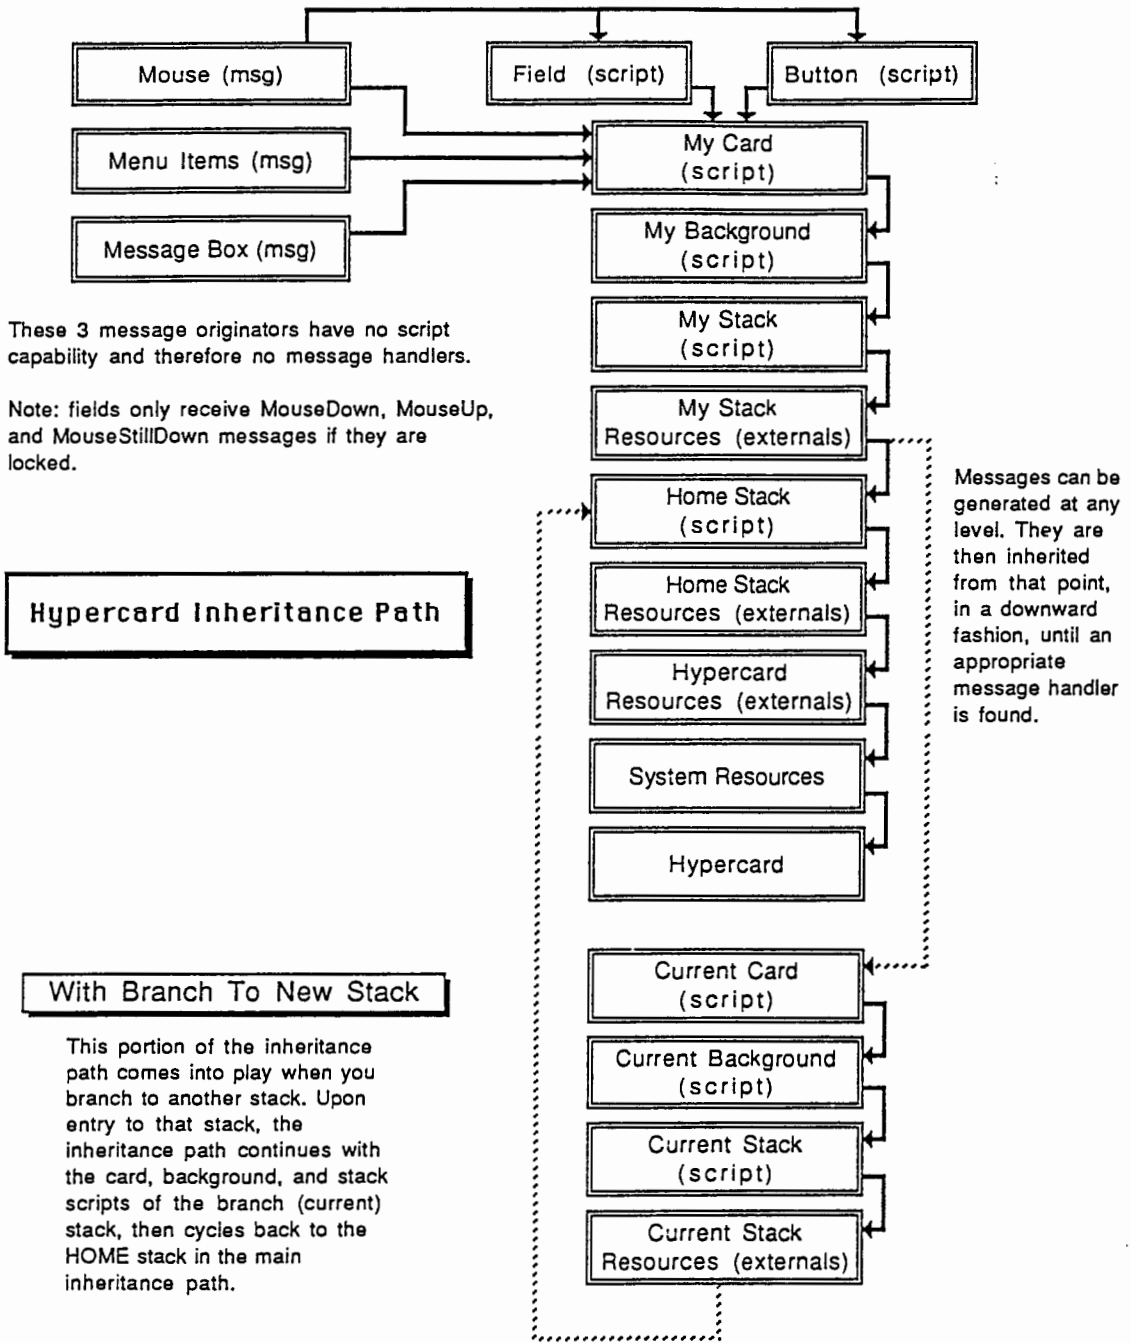 Mouse (msg)
Field (script)
Button (script)
Menu Items (msg)
My Card
(script)
Message Box (msg)
My Background
(script)
These 3 message originators have no script
capability and therefore no message handlers.
Note: fields only receive MouseDown, MouseUp,
and MouseStillDown messages if they are
locked.
My Stack
(script)
My Stack
Resources (externals)
Home Stack
(script)
Messages can be
generated at any
level. They are
then inherited
from that point,
in a downward
fashion, until an
appropriate
message handler
is found.
Hypercard Inheritance Path
Home Stack
Resources (externals)
Hypercard
Resources (externals)
System Resources
Hypercard
With Branch To New Stack
This portion of the inheritance
path comes into play when you
branch to another stack. Upon
entry to that stack, the
inheritance path continues with
the card, background, and stack
scripts of the branch (current)
stack, then cycles back to the
HOME stack in the main
inheritance path.
Current Card
(script)
Current Background
(script)
Current Stack
(script)
Current Stack
Resources (externals)